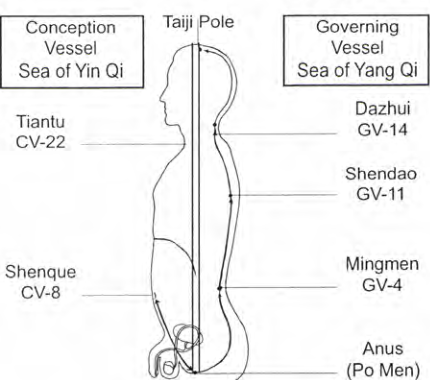 Conception
Vessel
Sea of Yin Qi
Taiji Pole
Governing
Vessel
Sea of Yang Qi
Tiantu
CV-22
Dazhui
GV-14
Shendao
GV-11
Shenque
CV-8
Mingmen
GV-4
Anus
(Po Men)